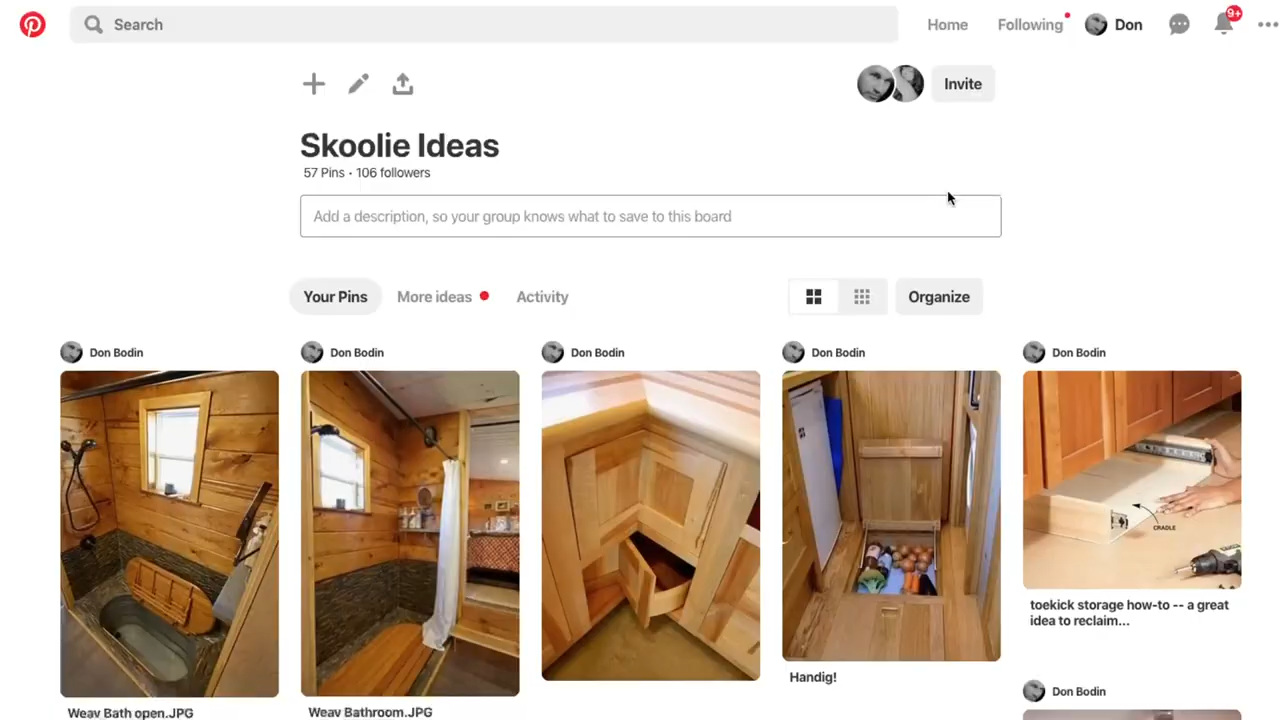 Search
Home
Following
Don
9+
Invite
Skoolie Ideas
57 Pins • 106 followers
Add a description, so your group knows what to save to this board
Your Pins
More ideas
Activity
Organize
Don Bodin
Don Bodin
Don Bodin
Don Bodin
Don Bodin
CRADLE
toekick storage how-to -- a great
idea to reclaim...
Handig!
Don Bodin
Weav Bath open.JPG
Weav Bathroom.JPG